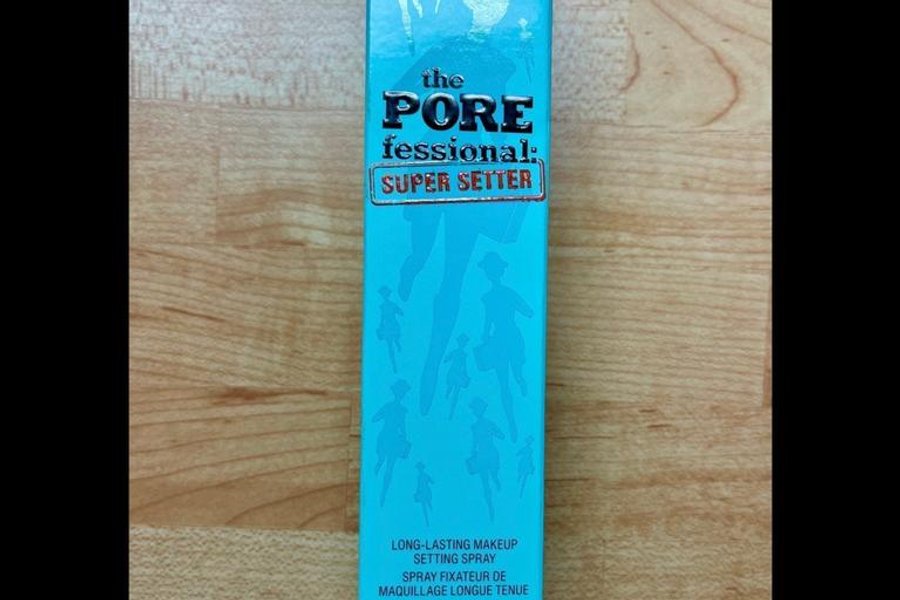 the
PORE
fessional:
SUPER SETTER
LONG-LASTING MAKEUP
SETTING SPRAY
SPRAY FIXATEUR DE
MAQUILLAGE LONGUE TENUE